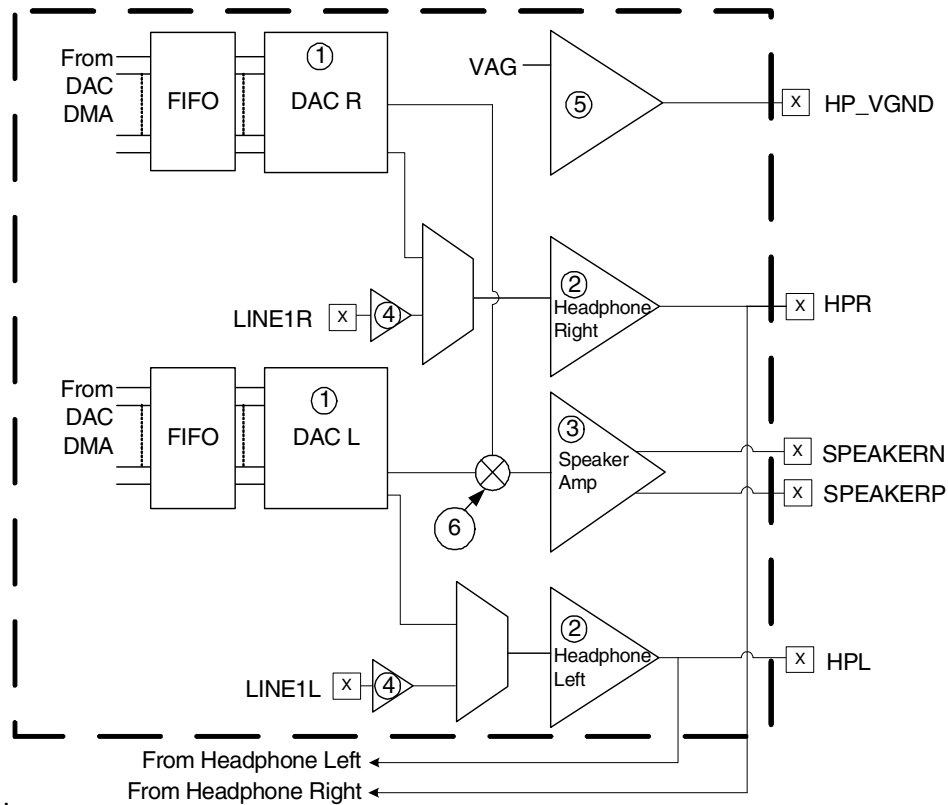 From
DAC
DMA
FIFO
1
DAC R
VAG
5
X HP_VGND
LINE1R X 4
2
Headphone
Right
X HPR
From
DAC
DMA
FIFO
1
DAC L
3
Speaker
Amp
X SPEAKERN
X SPEAKERP
6
LINE1L X 4
2
Headphone
Left
X HPL
From Headphone Left
From Headphone Right
.